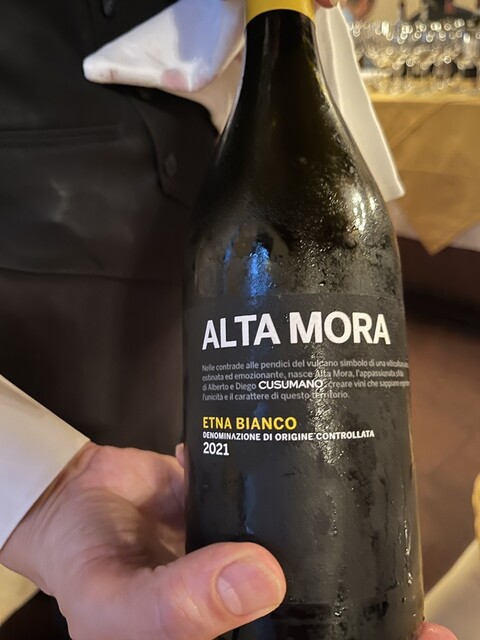 ALTA MORA
Nelle contrade alle pendici del vulcano simbolo di una viticoltura
ostinata ed emozionante, nasce Alta Mora, l'appassionata sfida
di Alberto e Diego CUSUMANO: creare vini che sappiano
l'unicità e il carattere di questo territorio.
ETNA BIANCO
DENOMINAZIONE DI ORIGINE CONTROLLATA
2021